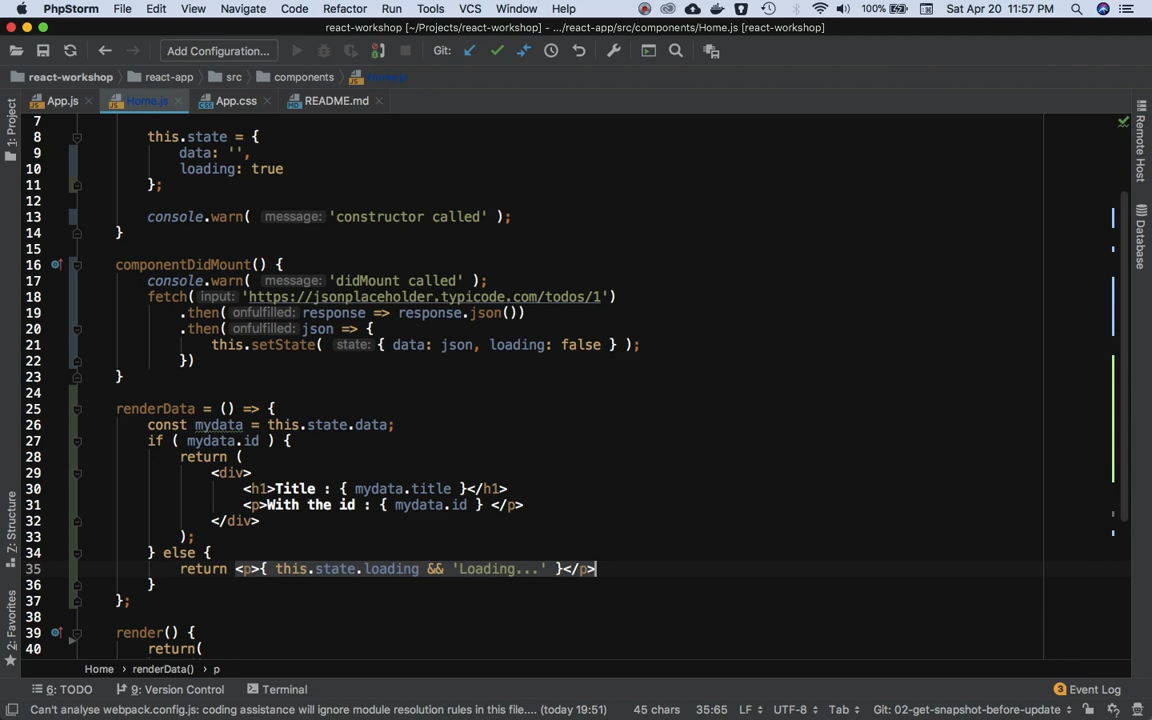 PhpStorm File Edit View Navigate Code Refactor Run Tools VCS Window Help 100% Sat Apr 20 11:57 PM
react-workshop [~/Projects/react-workshop] - .../react-app/src/components/Home.js [react-workshop]
Add Configuration... Git:
react-workshop react-app src components Home.js
App.js Home.js App.css README.md
1: Project
7: Structure
2: Favorites
7
8 this.state = {
9 data: '',
10 loading: true
11 };
12
13 console.warn( message: 'constructor called' );
14 }
15
16 componentDidMount() {
17 console.warn( message: 'didMount called' );
18 fetch( input: 'https://jsonplaceholder.typicode.com/todos/1')
19 .then( onfulfilled: response => response.json())
20 .then( onfulfilled: json => {
21 this.setState( state: { data: json, loading: false } );
22 })
23 }
24
25 renderData = () => {
26 const mydata = this.state.data;
27 if ( mydata.id ) {
28 return (
29 <div>
30 <h1>Title : { mydata.title }</h1>
31 <p>With the id : { mydata.id } </p>
32 </div>
33 );
34 } else {
35 return <p>{ this.state.loading && 'Loading...' }</p>
36 }
37 };
38
39 render() {
40 return(
Remote Host
Database
Home › renderData() › p
6: TODO 9: Version Control Terminal 3 Event Log
Can't analyse webpack.config.js: coding assistance will ignore module resolution rules in this file.... (today 19:51) 45 chars 35:65 LF UTF-8 Tab Git: 02-get-snapshot-before-update